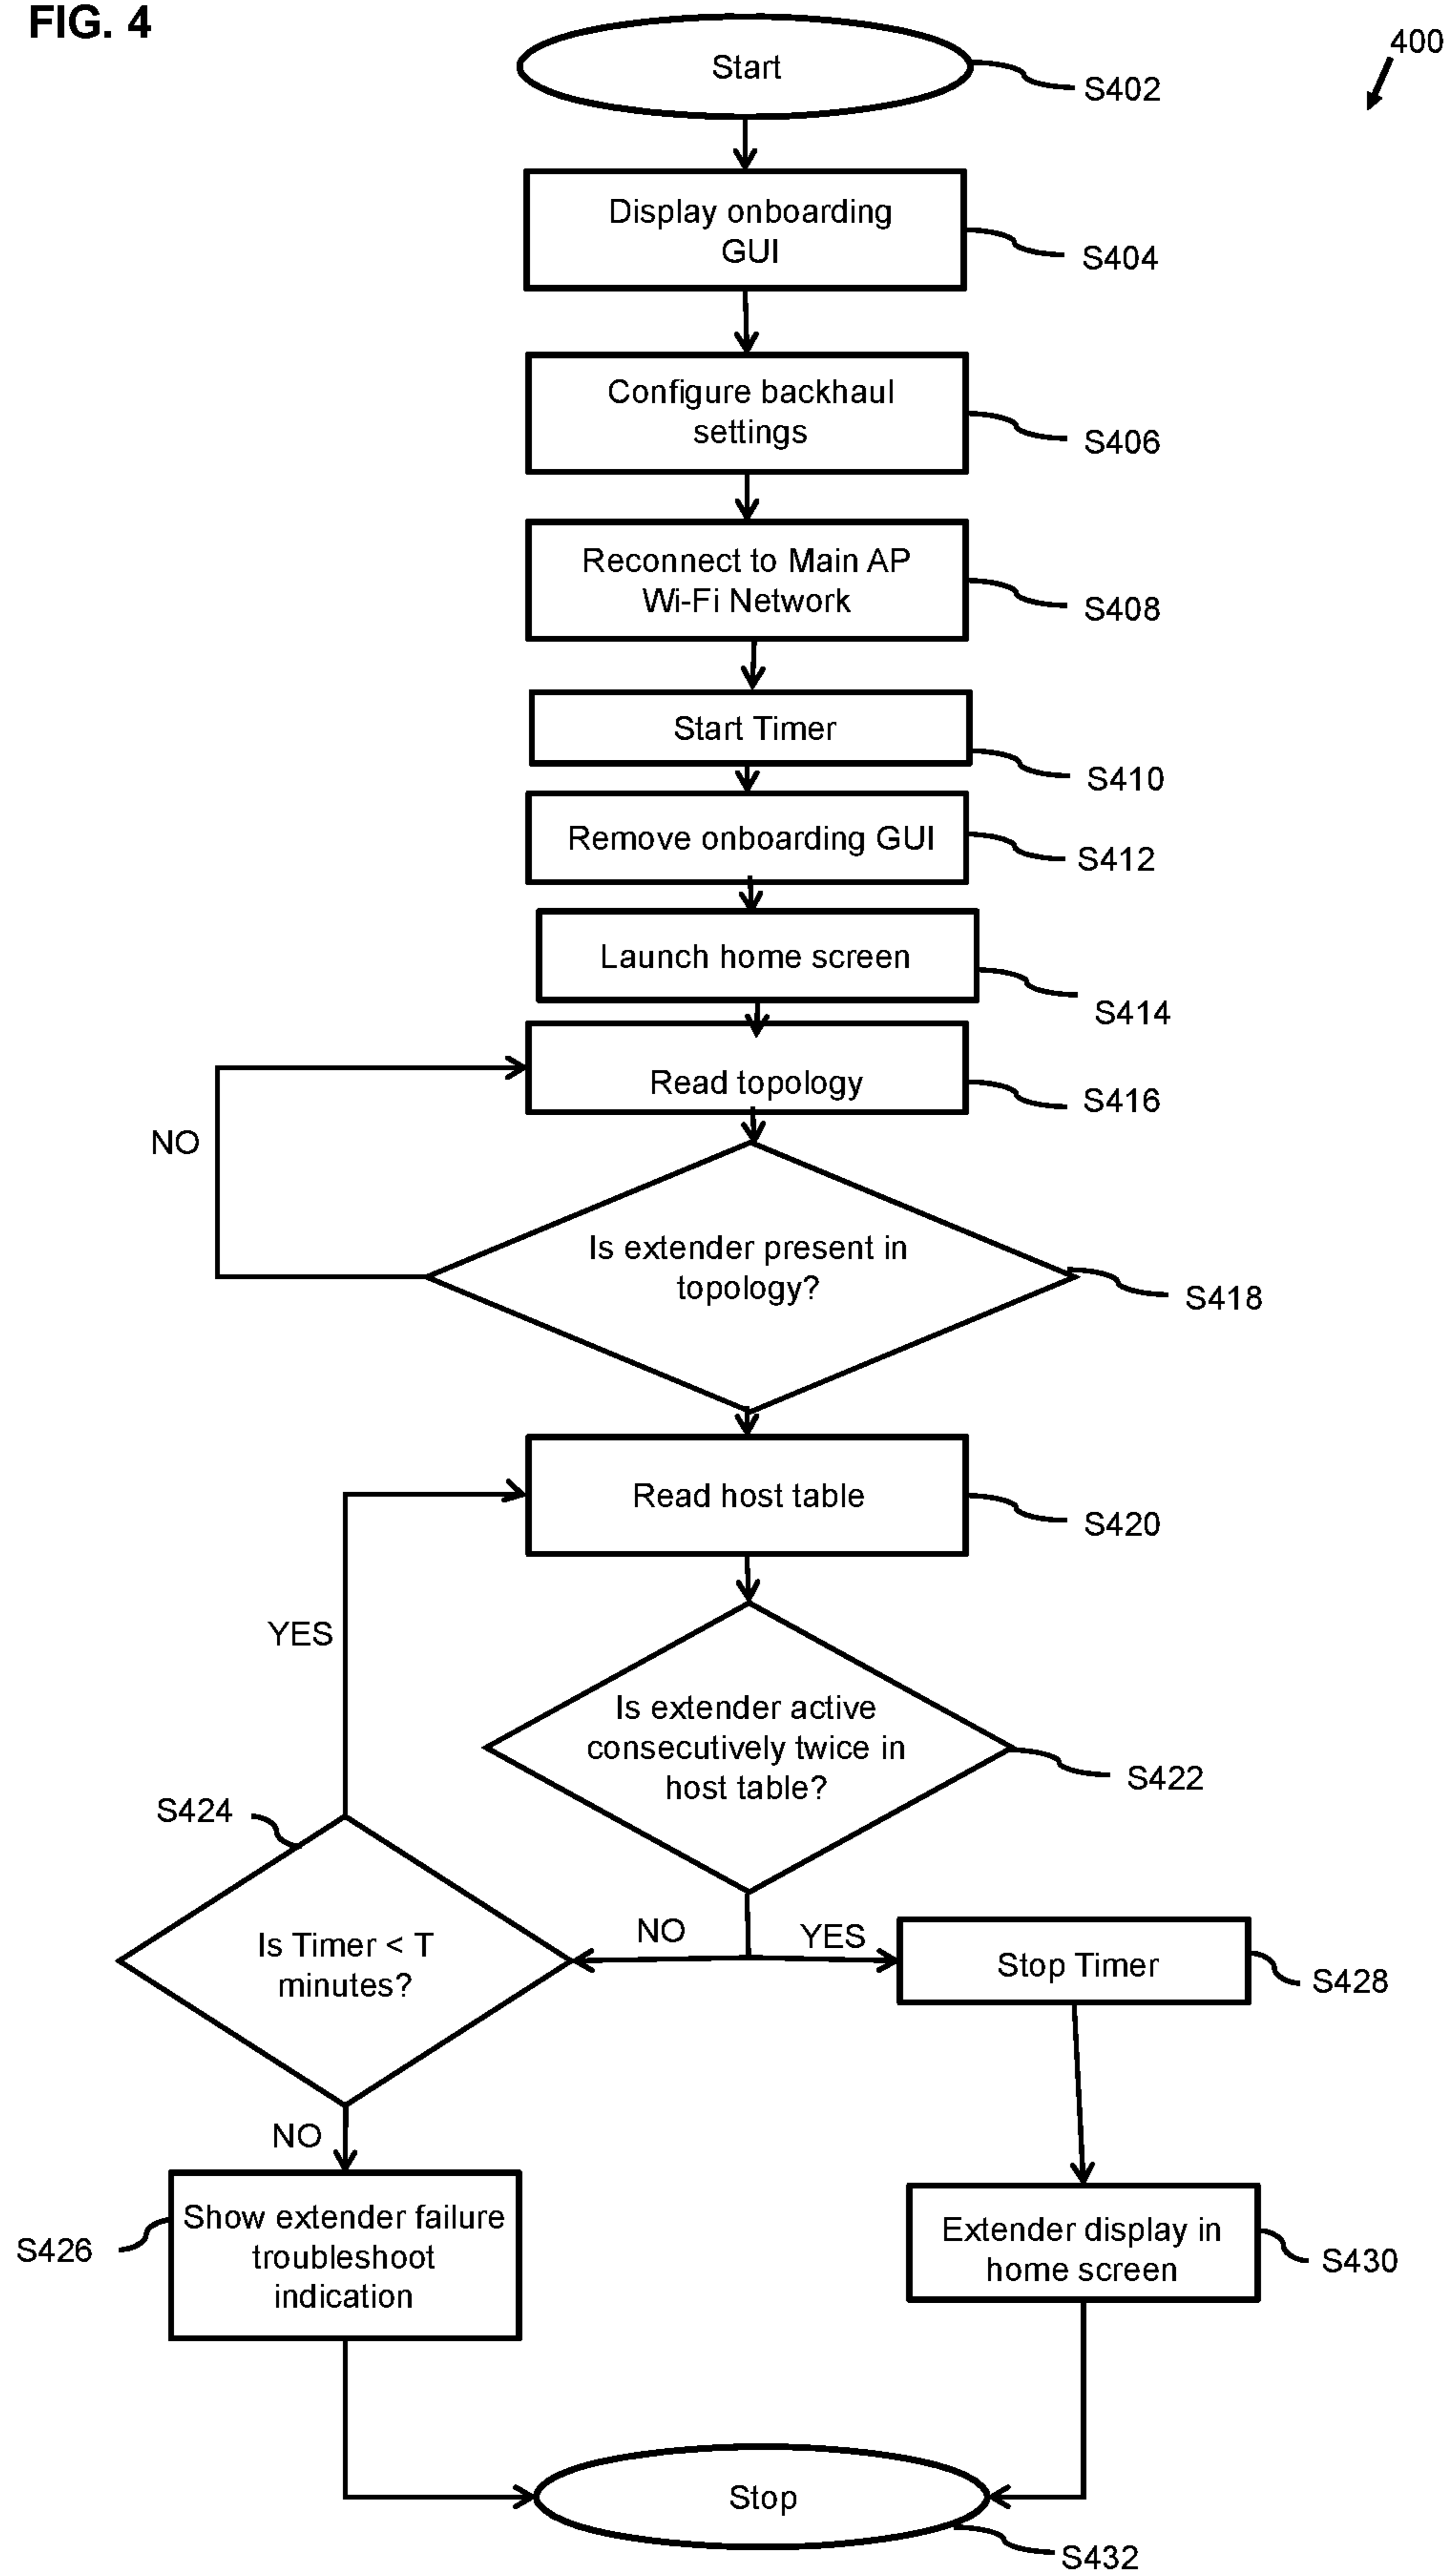 FIG. 4
400
Start
S402
Display onboarding
GUI
S404
Configure backhaul
settings
S406
Reconnect to Main AP
Wi-Fi Network
S408
Start Timer
S410
Remove onboarding GUI
S412
Launch home screen
S414
Read topology
S416
NO
Is extender present in
topology?
S418
Read host table
S420
YES
Is extender active
consecutively twice in
host table?
S422
S424
Is Timer < T
minutes?
NO
YES
Stop Timer
S428
NO
Show extender failure
troubleshoot
indication
S426
Extender display in
home screen
S430
Stop
S432